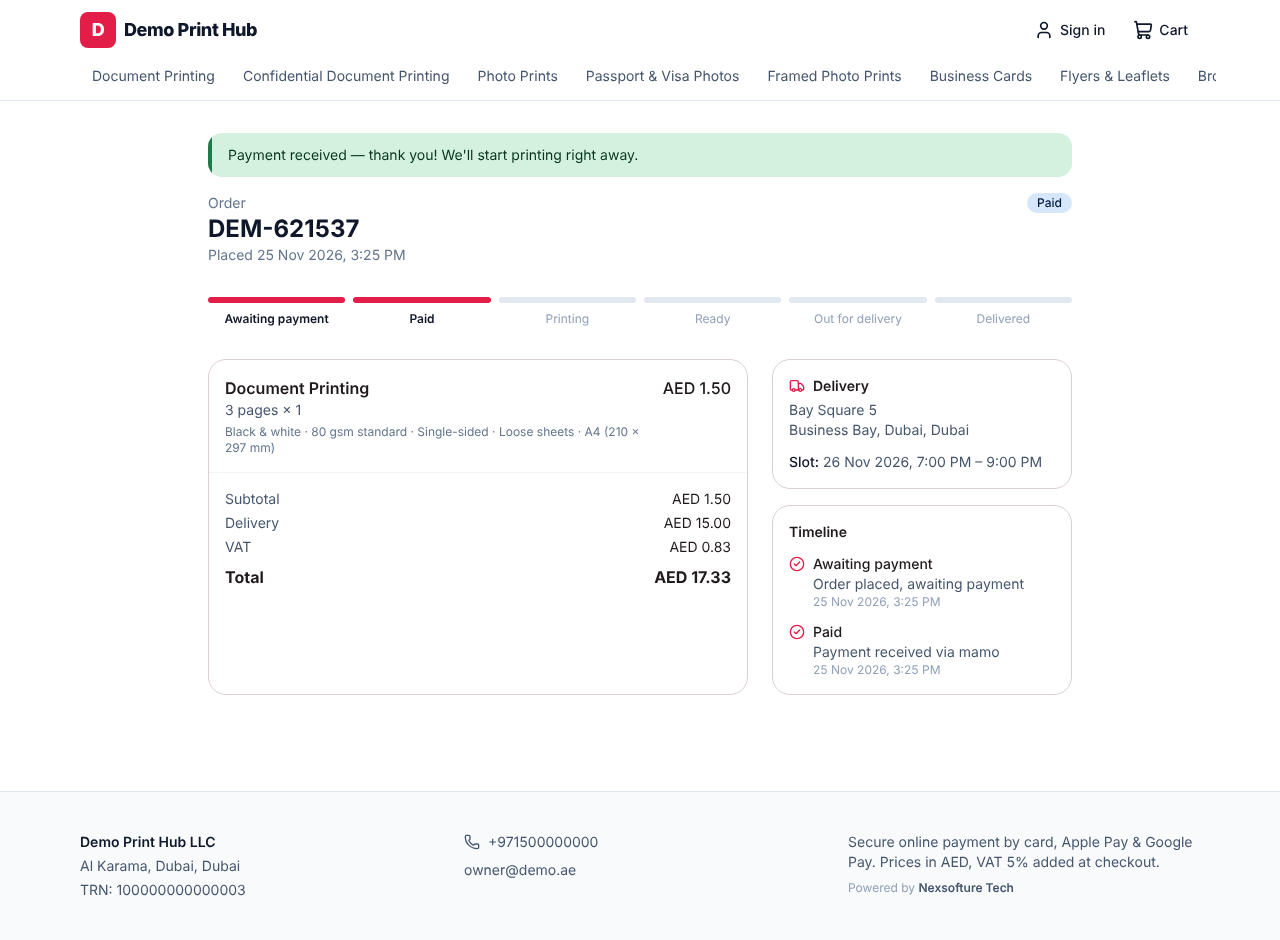 D Demo Print Hub
Sign in
Cart
Document Printing
Confidential Document Printing
Photo Prints
Passport & Visa Photos
Framed Photo Prints
Business Cards
Flyers & Leaflets
Payment received — thank you! We'll start printing right away.
Order
Paid
DEM-621537
Placed 25 Nov 2026, 3:25 PM
Awaiting payment
Paid
Printing
Ready
Out for delivery
Delivered
Document Printing
AED 1.50
3 pages × 1
Black & white · 80 gsm standard · Single-sided · Loose sheets · A4 (210 ×
297 mm)
Subtotal
AED 1.50
Delivery
AED 15.00
VAT
AED 0.83
Total
AED 17.33
Delivery
Bay Square 5
Business Bay, Dubai, Dubai
Slot: 26 Nov 2026, 7:00 PM – 9:00 PM
Timeline
Awaiting payment
Order placed, awaiting payment
25 Nov 2026, 3:25 PM
Paid
Payment received via mamo
25 Nov 2026, 3:25 PM
Demo Print Hub LLC
Al Karama, Dubai, Dubai
TRN: 100000000000003
+971500000000
owner@demo.ae
Secure online payment by card, Apple Pay & Google
Pay. Prices in AED, VAT 5% added at checkout.
Powered by Nexsofture Tech